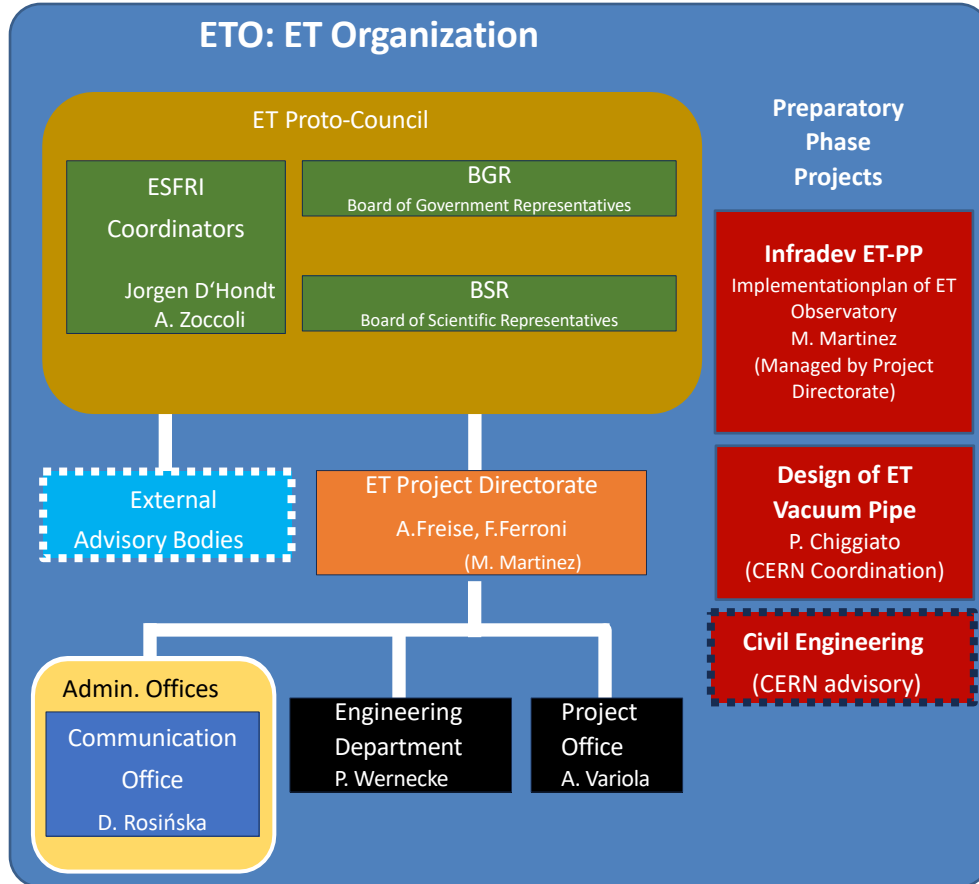 ETO: ET Organization
ET Proto-Council
ESFRI
Coordinators
Jorgen D‘Hondt
A. Zoccoli
BGR
Board of Government Representatives
BSR
Board of Scientific Representatives
External
Advisory Bodies
ET Project Directorate
A.Freise, F.Ferroni
(M. Martinez)
Admin. Offices
Communication
Office
D. Rosińska
Engineering
Department
P. Wernecke
Project
Office
A. Variola
Preparatory
Phase
Projects
Infradev ET-PP
Implementationplan of ET
Observatory
M. Martinez
(Managed by Project
Directorate)
Design of ET
Vacuum Pipe
P. Chiggiato
(CERN Coordination)
Civil Engineering
(CERN advisory)